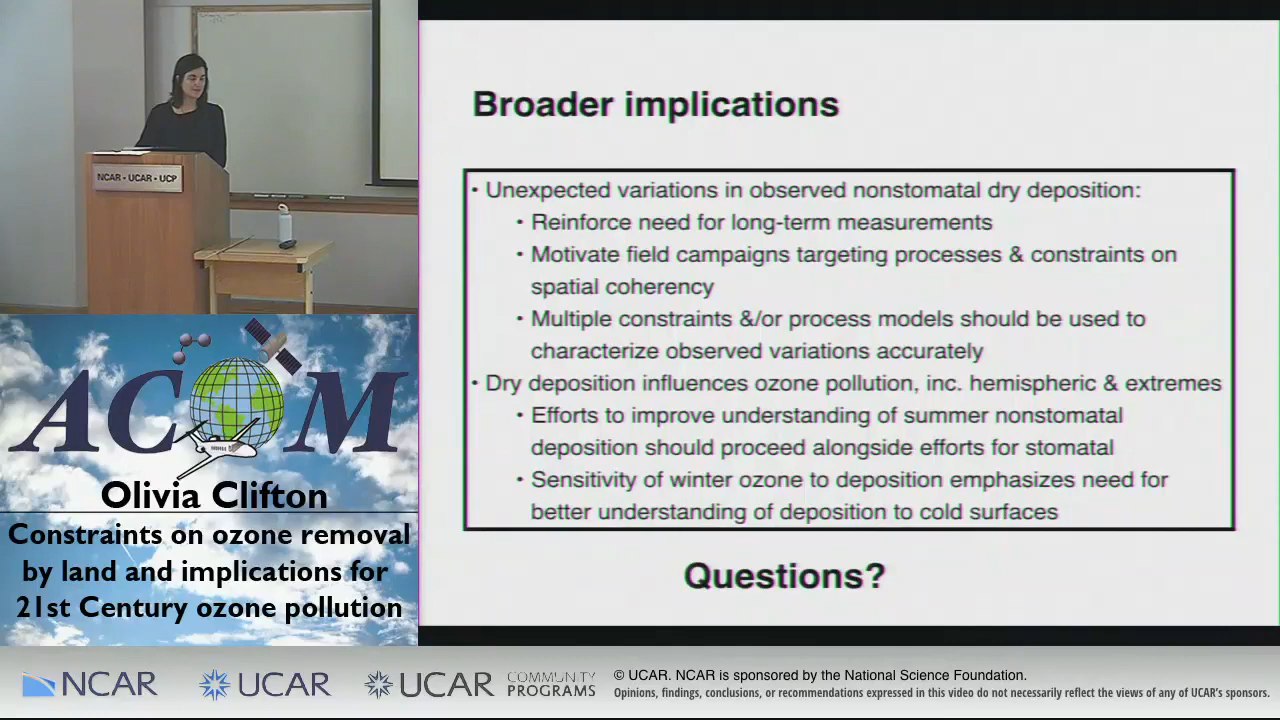 NCAR • UCAR • UCP
ACOM
Olivia Clifton
Constraints on ozone removal
by land and implications for
21st Century ozone pollution
Broader implications
• Unexpected variations in observed nonstomatal dry deposition:
• Reinforce need for long-term measurements
• Motivate field campaigns targeting processes & constraints on
spatial coherency
• Multiple constraints &/or process models should be used to
characterize observed variations accurately
• Dry deposition influences ozone pollution, inc. hemispheric & extremes
• Efforts to improve understanding of summer nonstomatal
deposition should proceed alongside efforts for stomatal
• Sensitivity of winter ozone to deposition emphasizes need for
better understanding of deposition to cold surfaces
Questions?
NCAR
UCAR
UCAR
COMMUNITY
PROGRAMS
© UCAR. NCAR is sponsored by the National Science Foundation.
Opinions, findings, conclusions, or recommendations expressed in this video do not necessarily reflect the views of any of UCAR's sponsors.